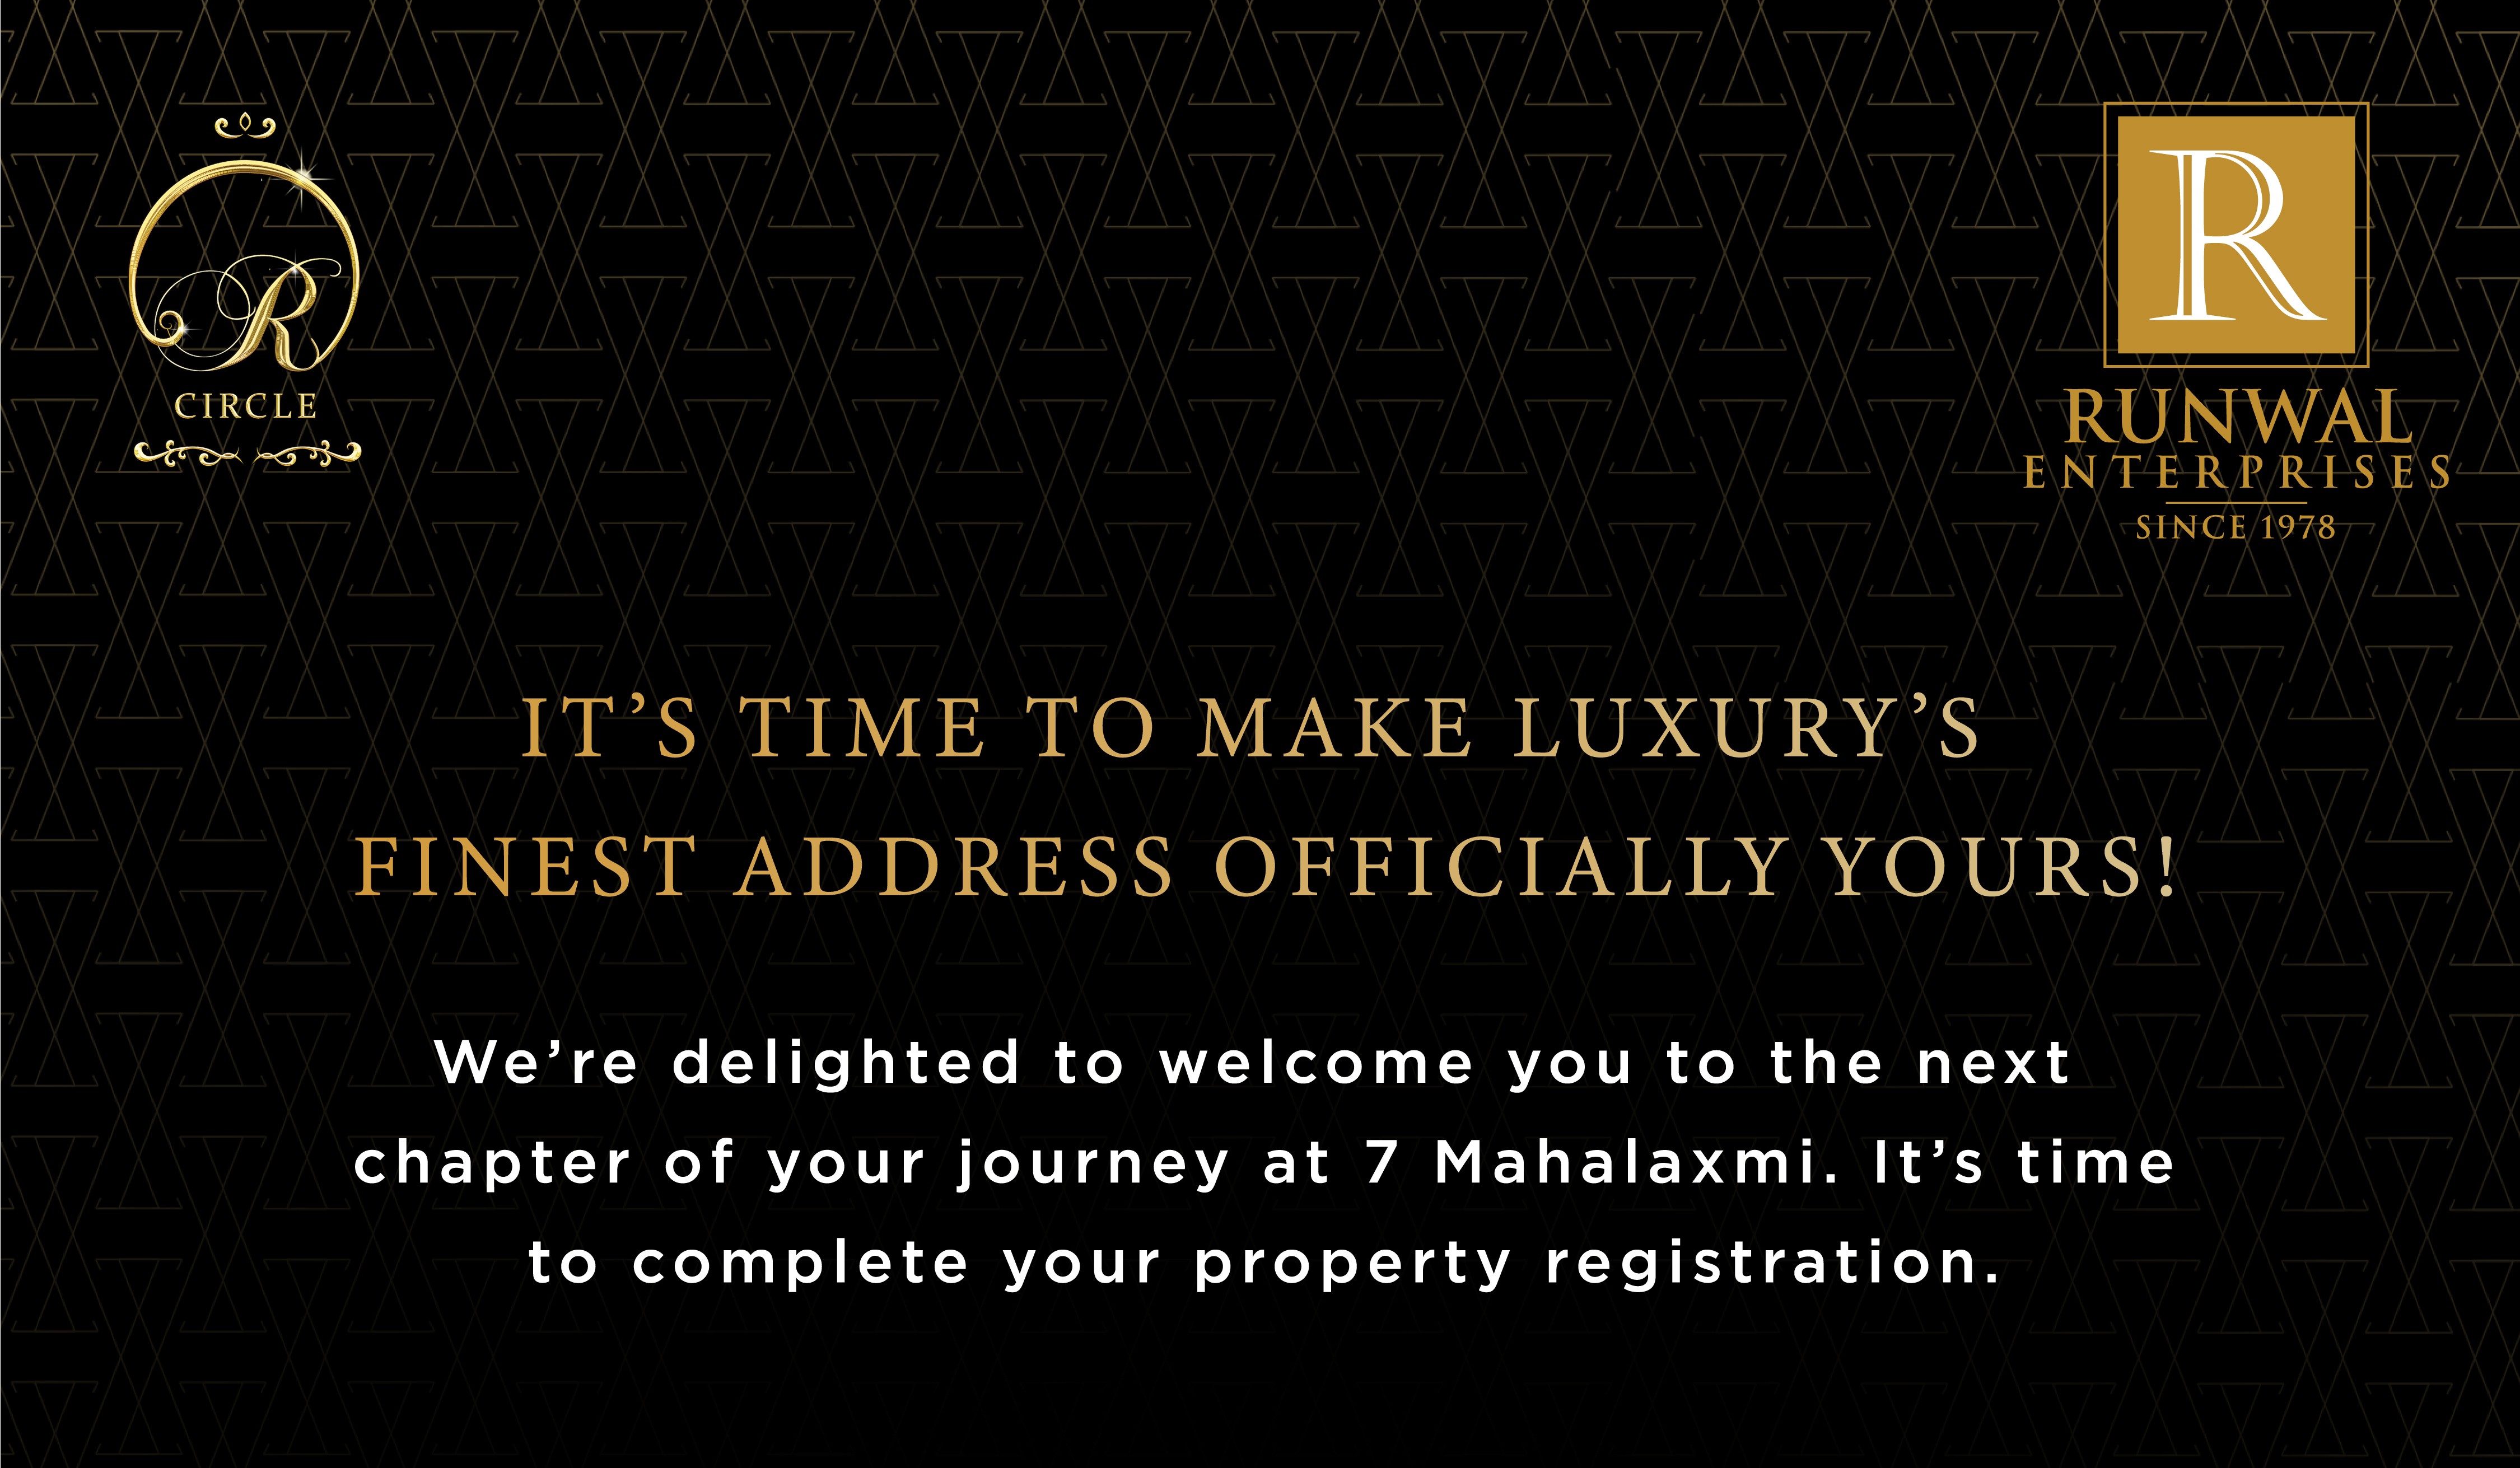 R
CIRCLE
R
RUNWAL
ENTERPRISES
SINCE 1978
IT’S TIME TO MAKE LUXURY’S
FINEST ADDRESS OFFICIALLY YOURS!
We’re delighted to welcome you to the next
chapter of your journey at 7 Mahalaxmi. It’s time
to complete your property registration.